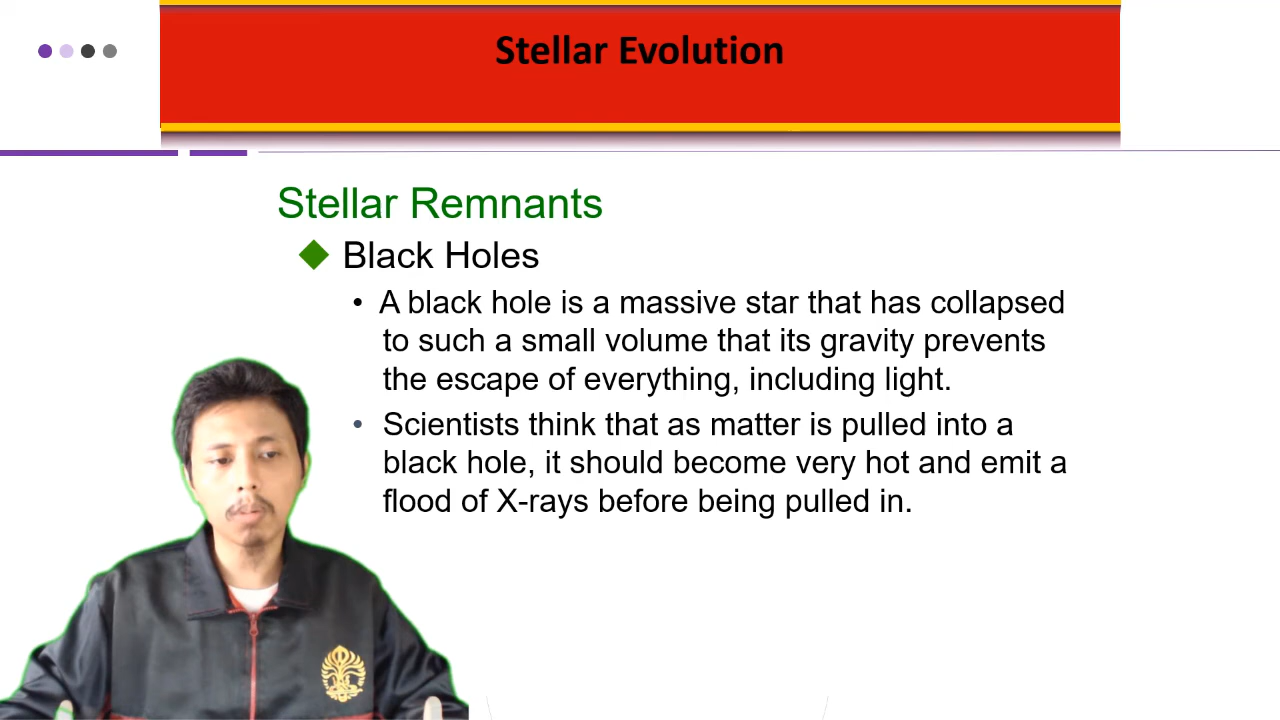 Stellar Evolution
Stellar Remnants
Black Holes
• A black hole is a massive star that has collapsed
to such a small volume that its gravity prevents
the escape of everything, including light.
• Scientists think that as matter is pulled into a
black hole, it should become very hot and emit a
flood of X-rays before being pulled in.